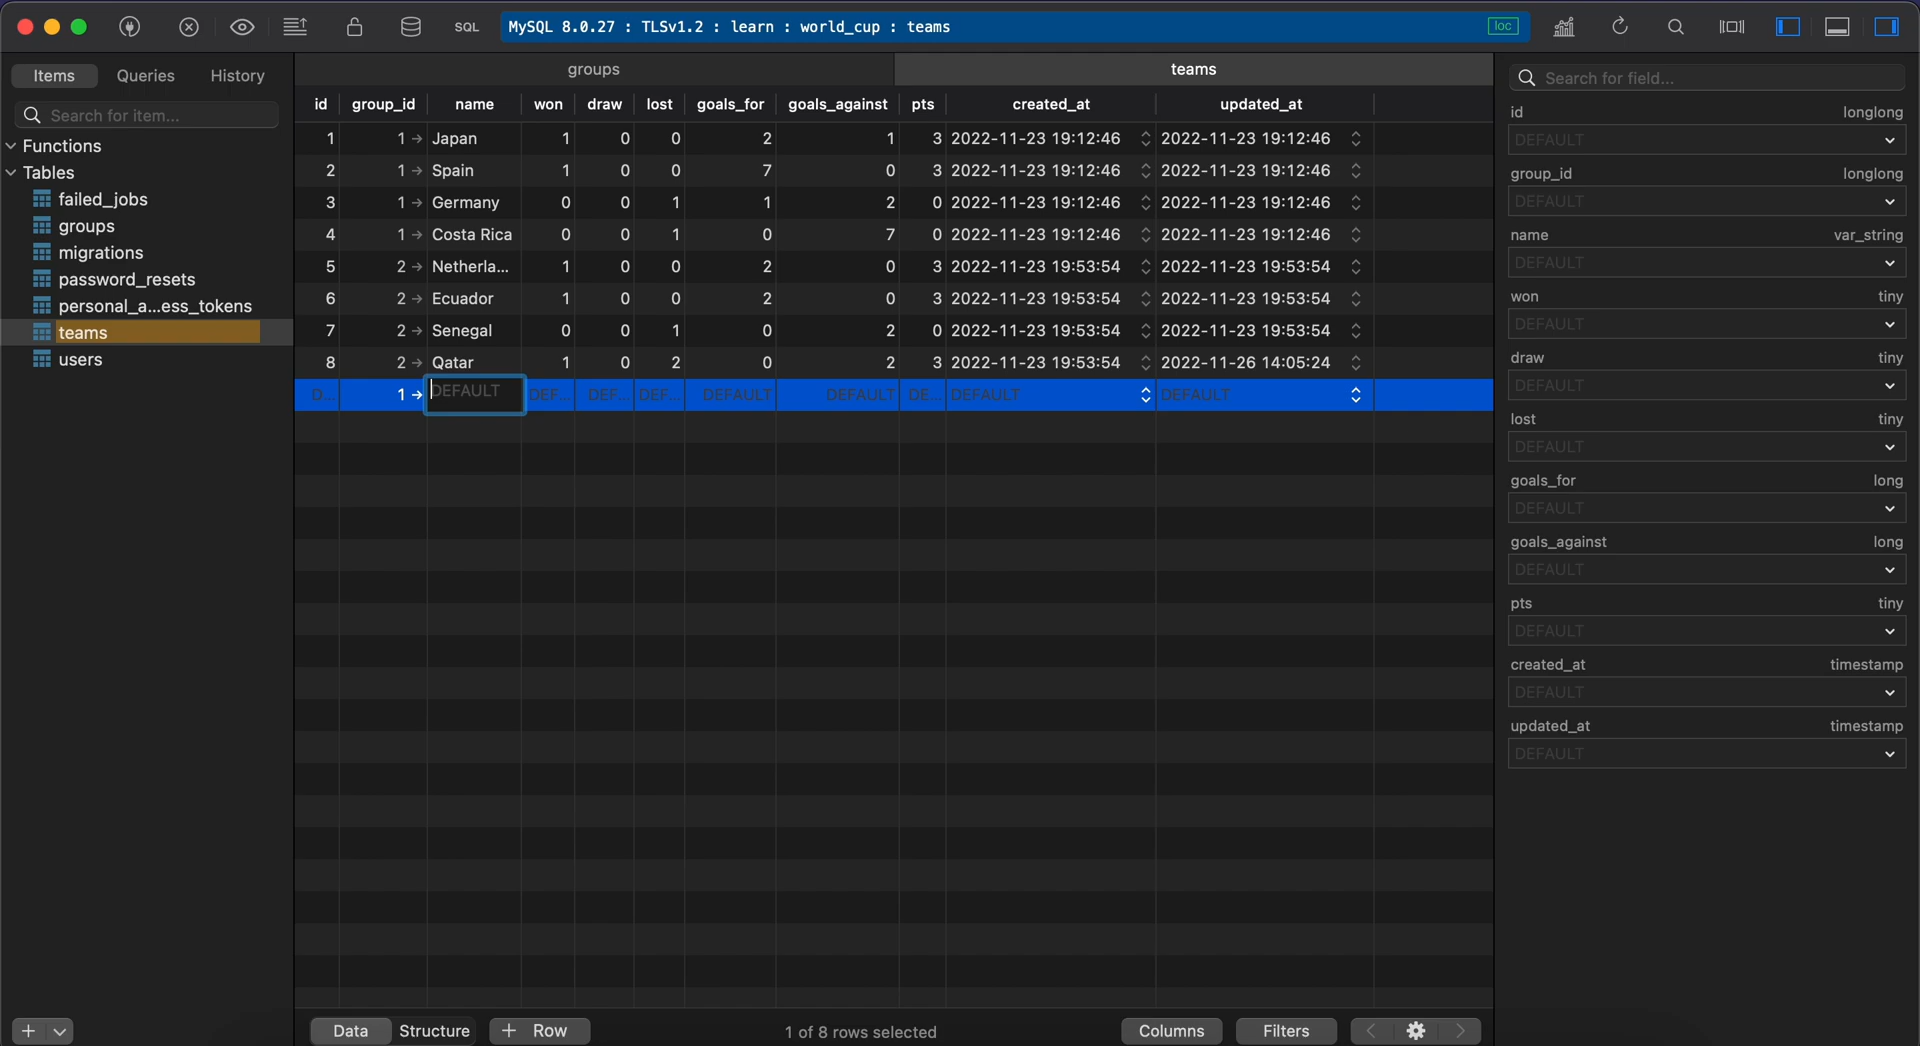 SQL MySQL 8.0.27 : TLSv1.2 : learn : world_cup : teams loc
Items Queries History
Search for item...
Functions
Tables
failed_jobs
groups
migrations
password_resets
personal_a...ess_tokens
teams
users
groups teams
id group_id name won draw lost goals_for goals_against pts created_at updated_at
1 1 → Japan 1 0 0 2 1 3 2022-11-23 19:12:46 2022-11-23 19:12:46
2 1 → Spain 1 0 0 7 0 3 2022-11-23 19:12:46 2022-11-23 19:12:46
3 1 → Germany 0 0 1 1 2 0 2022-11-23 19:12:46 2022-11-23 19:12:46
4 1 → Costa Rica 0 0 1 0 7 0 2022-11-23 19:12:46 2022-11-23 19:12:46
5 2 → Netherla... 1 0 0 2 0 3 2022-11-23 19:53:54 2022-11-23 19:53:54
6 2 → Ecuador 1 0 0 2 0 3 2022-11-23 19:53:54 2022-11-23 19:53:54
7 2 → Senegal 0 0 1 0 2 0 2022-11-23 19:53:54 2022-11-23 19:53:54
8 2 → Qatar 1 0 2 0 2 3 2022-11-23 19:53:54 2022-11-26 14:05:24
D... 1 → DEFAULT DEF... DEF... DEF... DEFAULT DEFAULT DE... DEFAULT DEFAULT
Data Structure + Row 1 of 8 rows selected Columns Filters
Search for field...
id longlong
DEFAULT
group_id longlong
DEFAULT
name var_string
DEFAULT
won tiny
DEFAULT
draw tiny
DEFAULT
lost tiny
DEFAULT
goals_for long
DEFAULT
goals_against long
DEFAULT
pts tiny
DEFAULT
created_at timestamp
DEFAULT
updated_at timestamp
DEFAULT